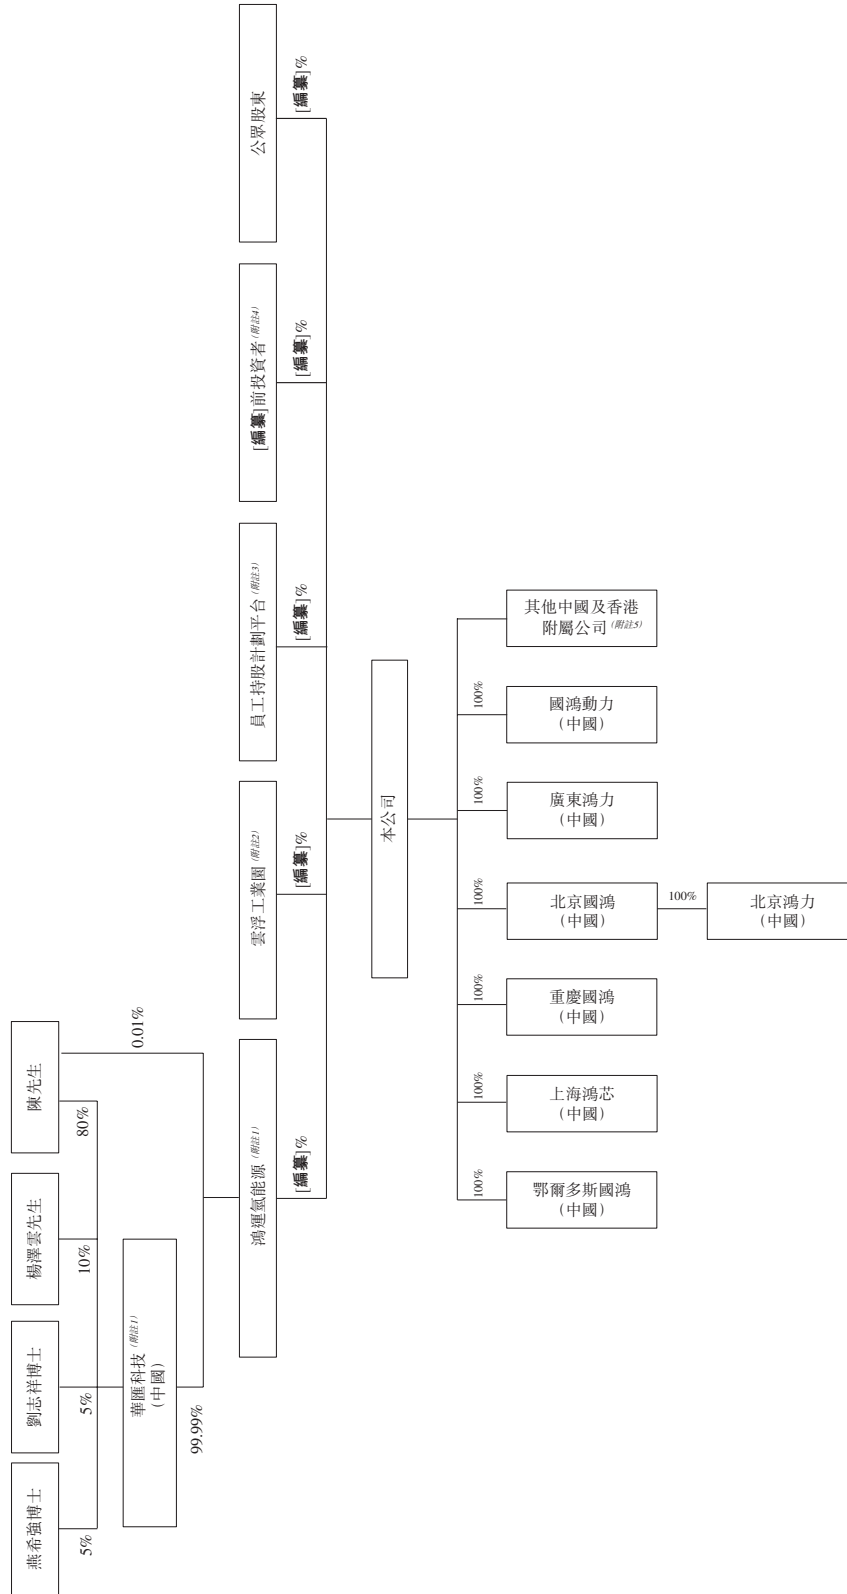 燕希強博士
劉志祥博士
楊澤雲先生
陳先生
5%
5%
10%
80%
華匯科技(附註1)
(中國)
99.99%
0.01%
鴻運氫能源(附註1)
雲浮工業園(附註2)
員工持股計劃平台(附註3)
[編纂]前投資者(附註4)
公眾股東
[編纂]%
[編纂]%
[編纂]%
[編纂]%
[編纂]%
本公司
100%
100%
100%
100%
100%
100%
鄂爾多斯國鴻
(中國)
上海鴻芯
(中國)
重慶國鴻
(中國)
北京國鴻
(中國)
廣東鴻力
(中國)
國鴻動力
(中國)
其他中國及香港
附屬公司(附註5)
100%
北京鴻力
(中國)